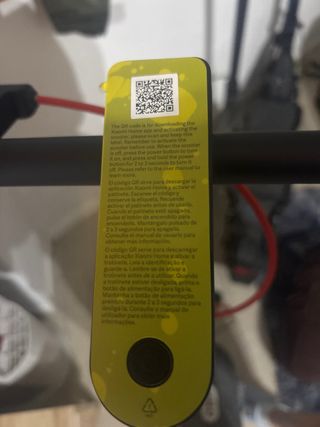 The QR code is for downloading the
Xiaomi Home app and activating the
scooter, please scan and keep this
label. Remember to activate the
scooter before use. When the scooter
is off, press the power button to turn
it on, and press and hold the power
button for 2 to 3 seconds to turn it
off. Please refer to the user manual to
learn more.
El código QR sirve para descargar la
aplicación Xiaomi Home y activar el
patinete. Escanee el código y
conserve la etiqueta. Recuerde
activar el patinete antes de usarlo.
Cuando el patinete está apagado,
pulse el botón de encendido para
encenderlo. Manténgalo pulsado de
2 a 3 segundos para apagarlo.
Consulte el manual de usuario para
obtener más información.
O código QR serve para descarregar
a aplicação Xiaomi Home e ativar a
trotinete. Leia a identificação e
guarde-a. Lembre-se de ativar a
trotinete antes de a utilizar. Quando
a trotinete estiver desligada, prima o
botão de alimentação para ligá-la.
Mantenha o botão de alimentação
premido durante 2 a 3 segundos para
desligá-la. Consulte o manual do
utilizador para obter mais
informações.